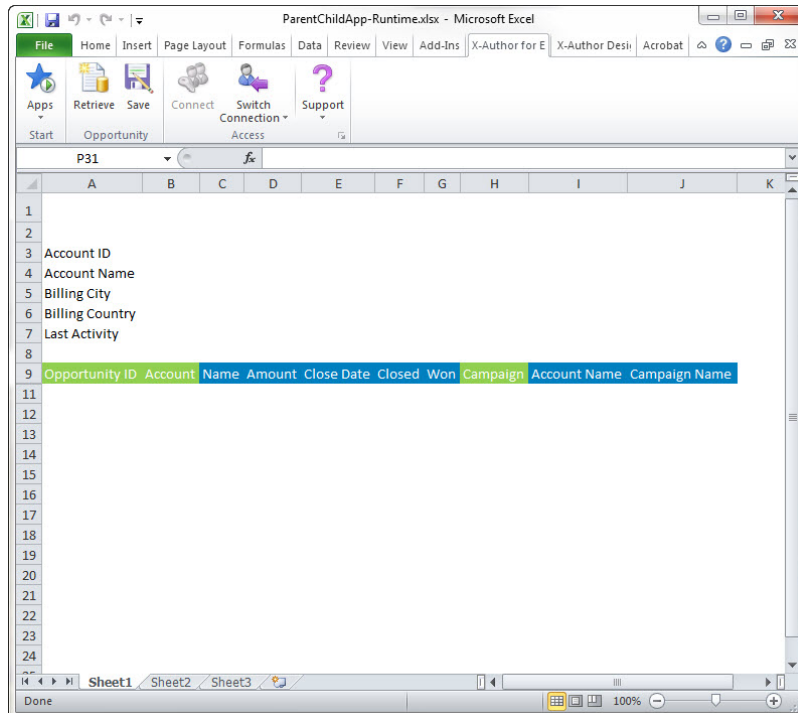 ParentChildApp-Runtime.xlsx - Microsoft Excel
File Home Insert Page Layout Formulas Data Review View Add-Ins X-Author for E X-Author Desi Acrobat
Apps Retrieve Save Connect Switch Connection Support
Start Opportunity Access
P31 fx
A B C D E F G H I J K
1
2
3 Account ID
4 Account Name
5 Billing City
6 Billing Country
7 Last Activity
8
9 Opportunity ID Account Name Amount Close Date Closed Won Campaign Account Name Campaign Name
11
12
13
14
15
16
17
18
19
20
21
22
23
24
Sheet1 Sheet2 Sheet3
Done 100%